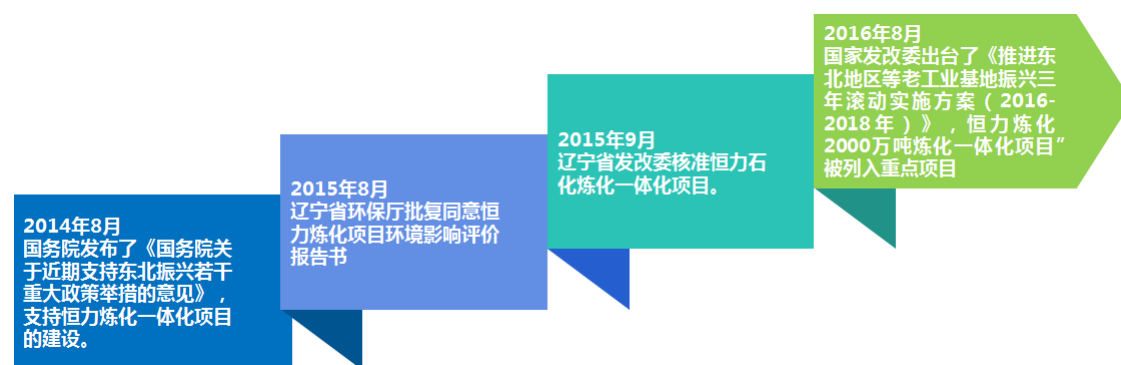 2014年8月
国务院发布了《国务院关
于近期支持东北振兴若干
重大政策举措的意见》，
支持恒力炼化一体化项目
的建设。
2015年8月
辽宁省环保厅批复同意恒
力炼化项目环境影响评价
报告书
2015年9月
辽宁省发改委核准恒力石
化炼化一体化项目。
2016年8月
国家发改委出台了《推进东
北地区等老工业基地振兴三
年滚动实施方案（2016-
2018年）》，恒力炼化
2000万吨炼化一体化项目”
被列入重点项目